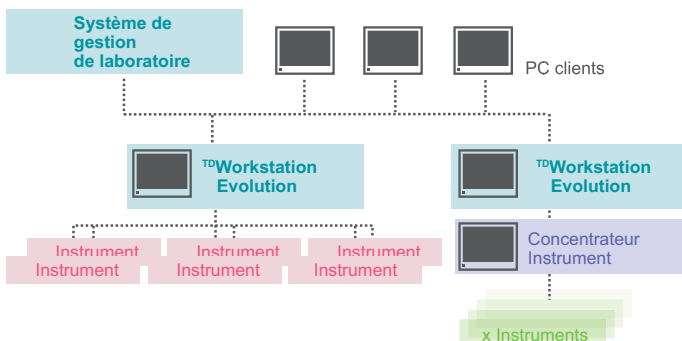 Système de
gestion
de laboratoire
PC clients
TDWorkstation
Evolution
TDWorkstation
Evolution
Concentrateur
Instrument
Instrument
Instrument
Instrument
Instrument
Instrument
Instrument
x Instruments